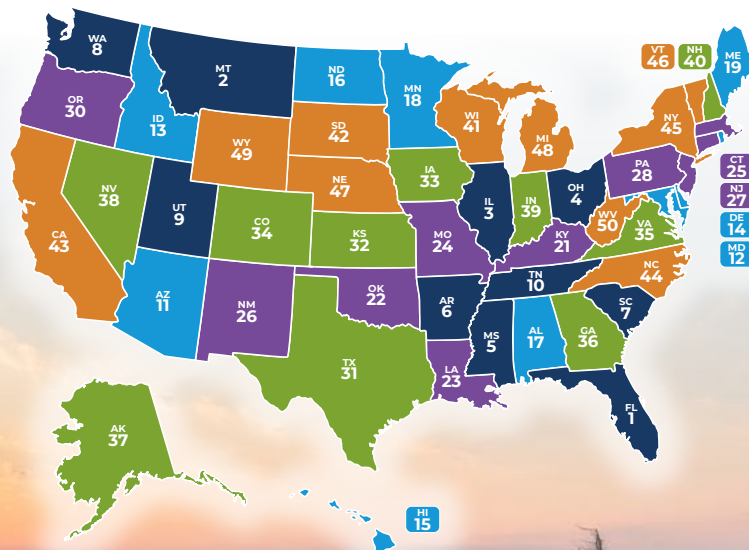 WA
8
MT
2
ND
16
MN
18
VT
46
NH
40
ME
19
OR
30
ID
13
WY
49
SD
42
WI
41
MI
48
NY
45
NV
38
UT
9
CO
34
NE
47
IA
33
IL
3
IN
39
OH
4
PA
28
CT
25
NJ
27
DE
14
MD
12
CA
43
AZ
11
NM
26
KS
32
MO
24
KY
21
WV
50
VA
35
OK
22
AR
6
TN
10
NC
44
SC
7
TX
31
LA
23
MS
5
AL
17
GA
36
FL
1
AK
37
HI
15